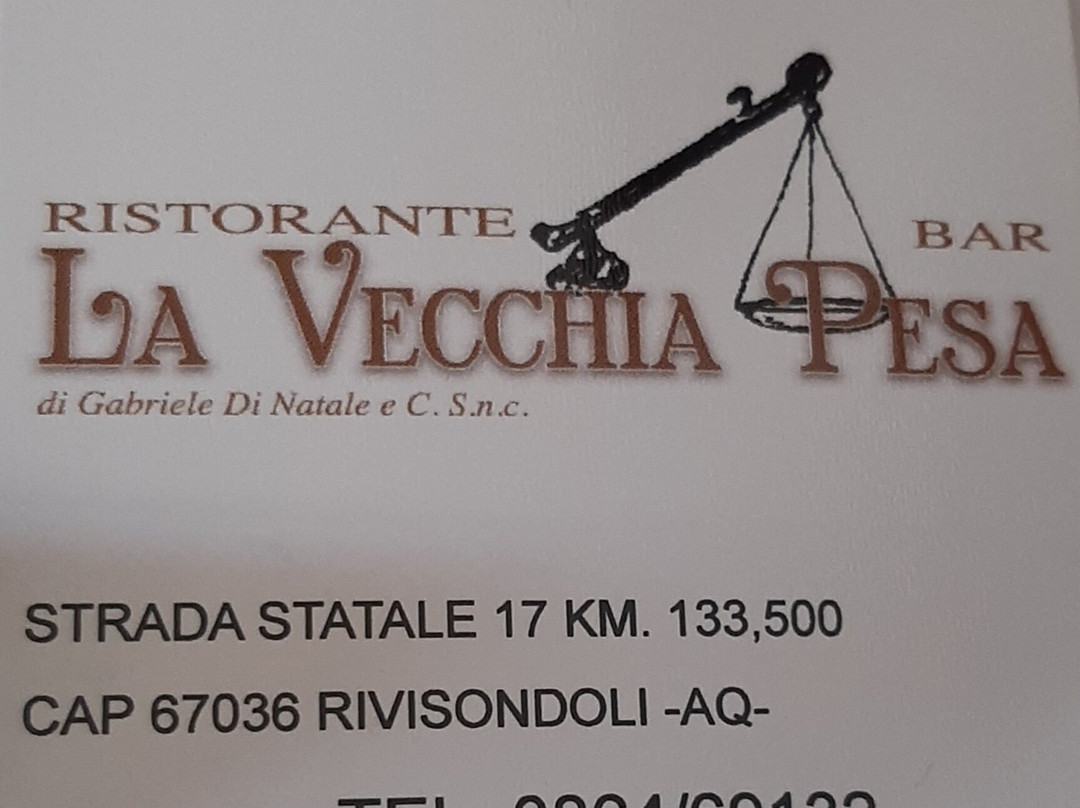 RISTORANTE BAR
LA VECCHIA PESA
di Gabriele Di Natale e C. S.n.c.
STRADA STATALE 17 KM. 133,500
CAP 67036 RIVISONDOLI -AQ-
TEL.